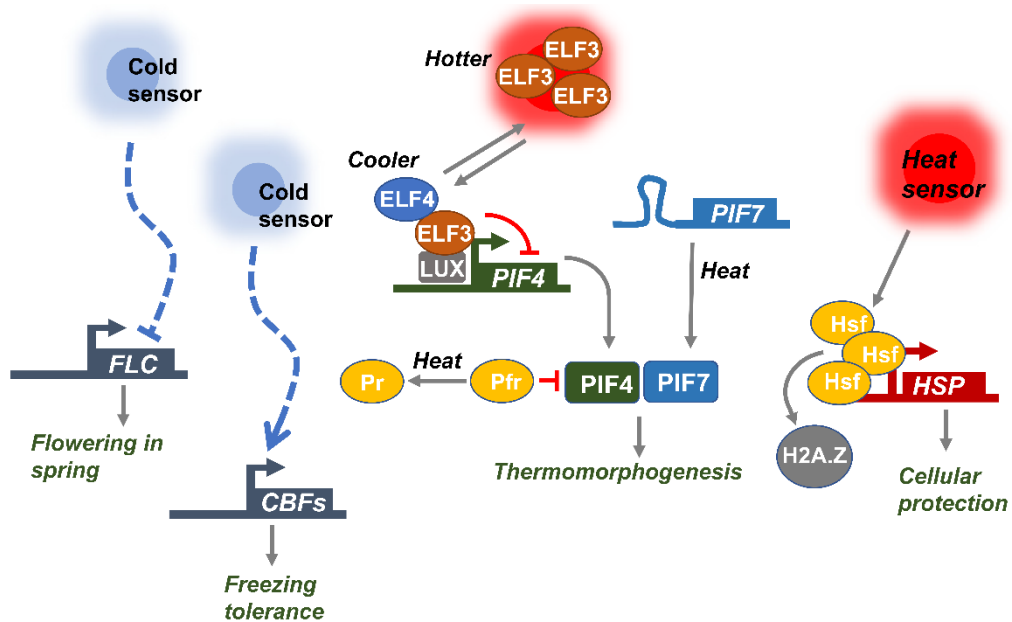 Cold
sensor
FLC
Flowering in
spring
Cold
sensor
CBFs
Freezing
tolerance
Hotter
ELF3
ELF3
ELF3
Cooler
ELF4
ELF3
LUX
PIF4
PIF7
Heat
Pr
Heat
Pfr
PIF4
PIF7
Thermomorphogenesis
Heat
sensor
Hsf
Hsf
Hsf
HSP
H2A.Z
Cellular
protection